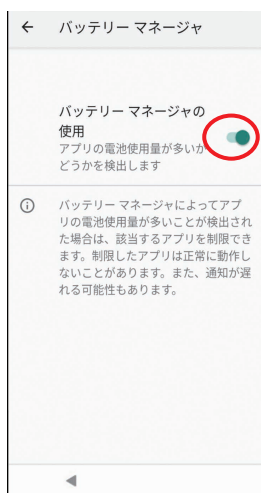 バッテリー マネージャ
バッテリー マネージャの
使用
アプリの電池使用量が多いか
どうかを検出します
バッテリー マネージャによってアプ
リの電池使用量が多いことが検出され
た場合は、該当するアプリを制限でき
ます。制限したアプリは正常に動作し
ないことがあります。また、通知が遅
れる可能性もあります。